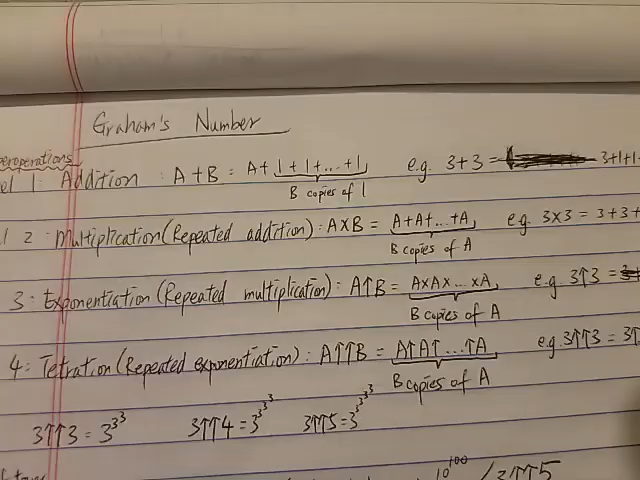 Graham's Number
el 1: Addition : A+B = A+1+1+...+1 e.g. 3+3 = 3+1+1+
B copies of 1
l 2: Multiplication (Repeated addition) : A×B = A+A+...+A, e.g. 3×3 = 3+3+
B copies of A
3: Exponentiation (Repeated multiplication) : A↑B = A×A×...×A, e.g. 3↑3 =
B copies of A
4: Tetration (Repeated exponentiation) : A↑↑B = A↑A↑...↑A e.g. 3↑↑3 = 3↑
B copies of A
3↑↑3 = 3^3^3 3↑↑4 = 3^3^3^3 3↑↑5 = 3^3^3^3^3
10^100 / 3↑↑5